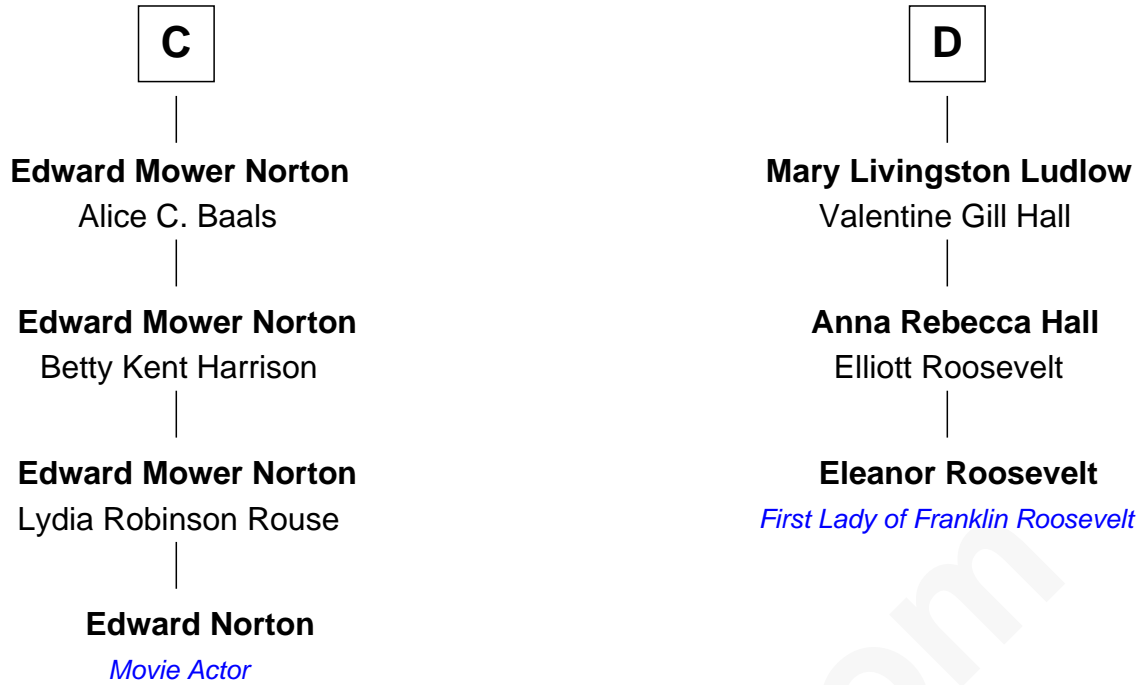 C
Edward Mower Norton
Alice C. Baals
Edward Mower Norton
Betty Kent Harrison
Edward Mower Norton
Lydia Robinson Rouse
Edward Norton
Movie Actor
D
Mary Livingston Ludlow
Valentine Gill Hall
Anna Rebecca Hall
Elliott Roosevelt
Eleanor Roosevelt
First Lady of Franklin Roosevelt
om